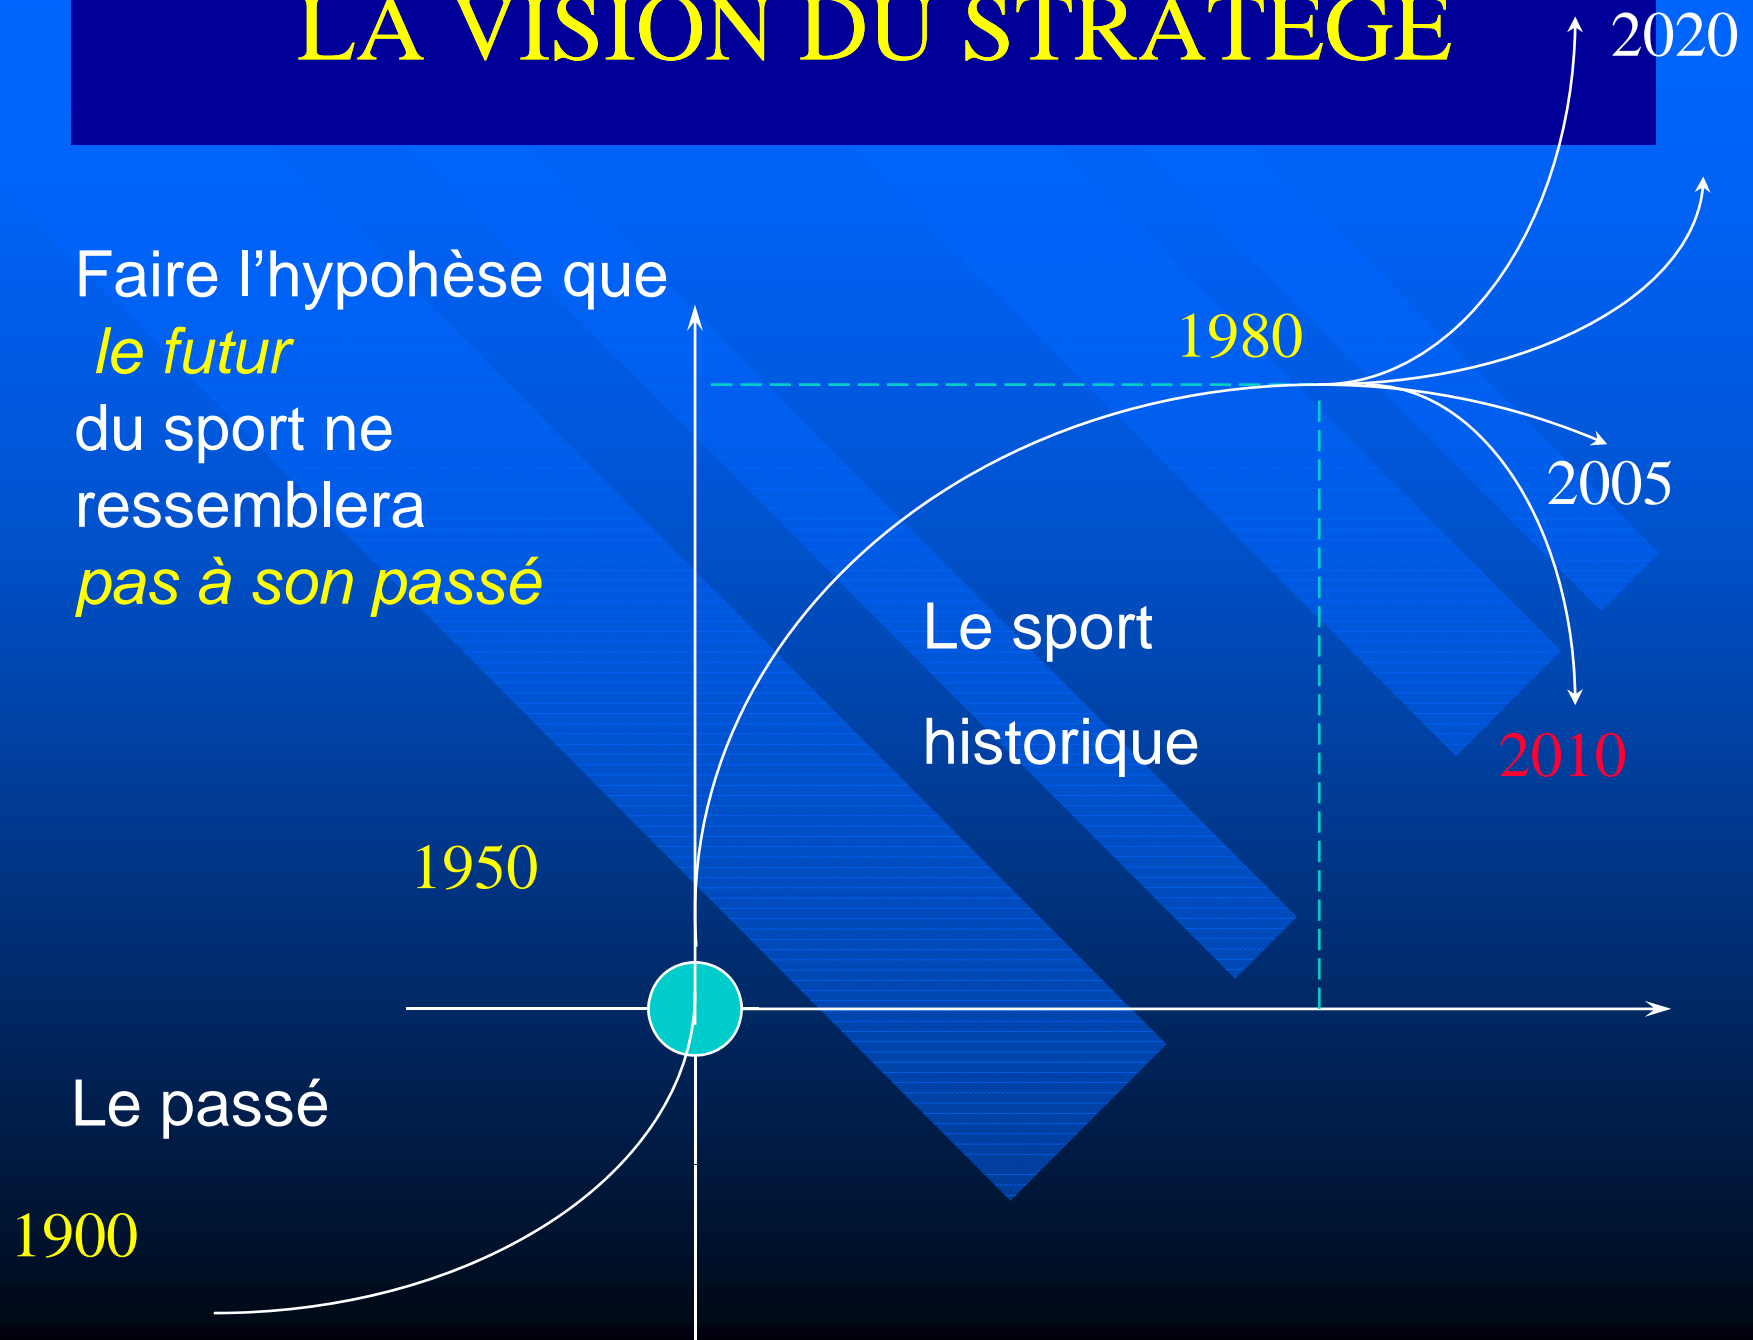 LA VISION DU STRATEGE
2020
Faire l’hypohèse que
le futur
du sport ne
ressemblera
pas à son passé
1980
2005
Le sport
historique
2010
1950
Le passé
1900